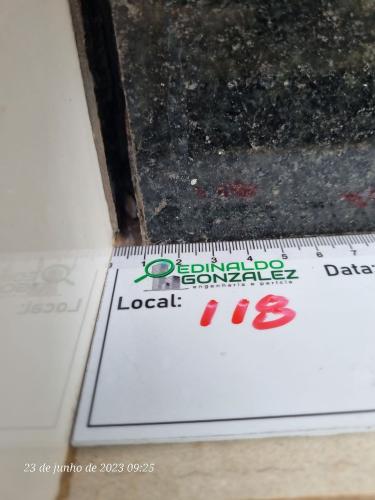 0 1 2 3 4 5 6 7
EDINALDO
GONZALEZ
engenharia e perícia
Data:
Local: 118
23 de junho de 2023 09:25